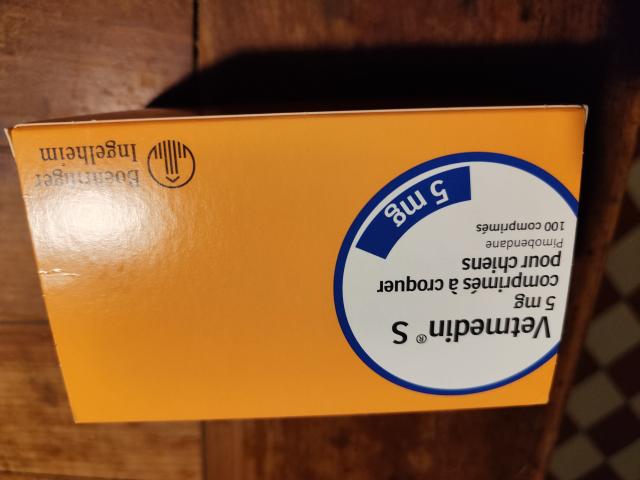 Vetmedin® S
5 mg
comprimés à croquer
pour chiens
Pimobendane
100 comprimés
5 mg
Boehringer
Ingelheim